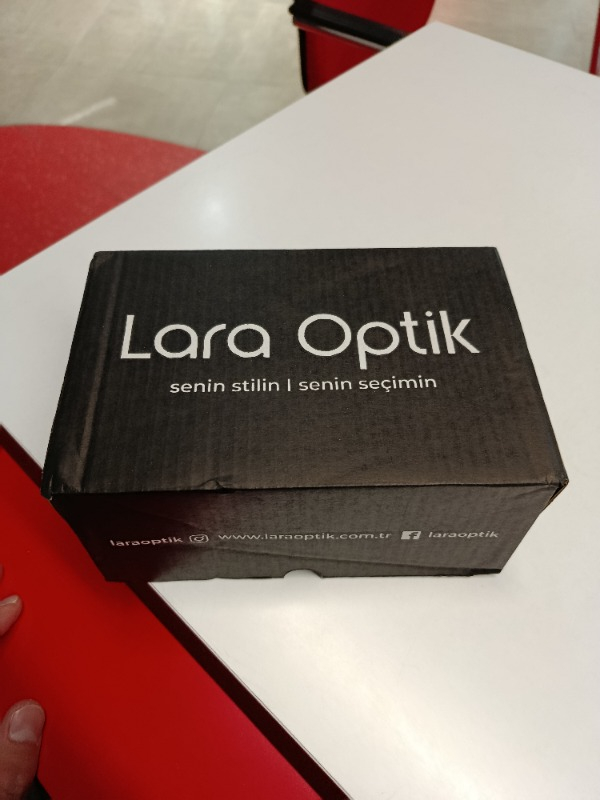 Lara Optik
senin stilin | senin seçimin
laraoptik www.laraoptik.com.tr laraoptik